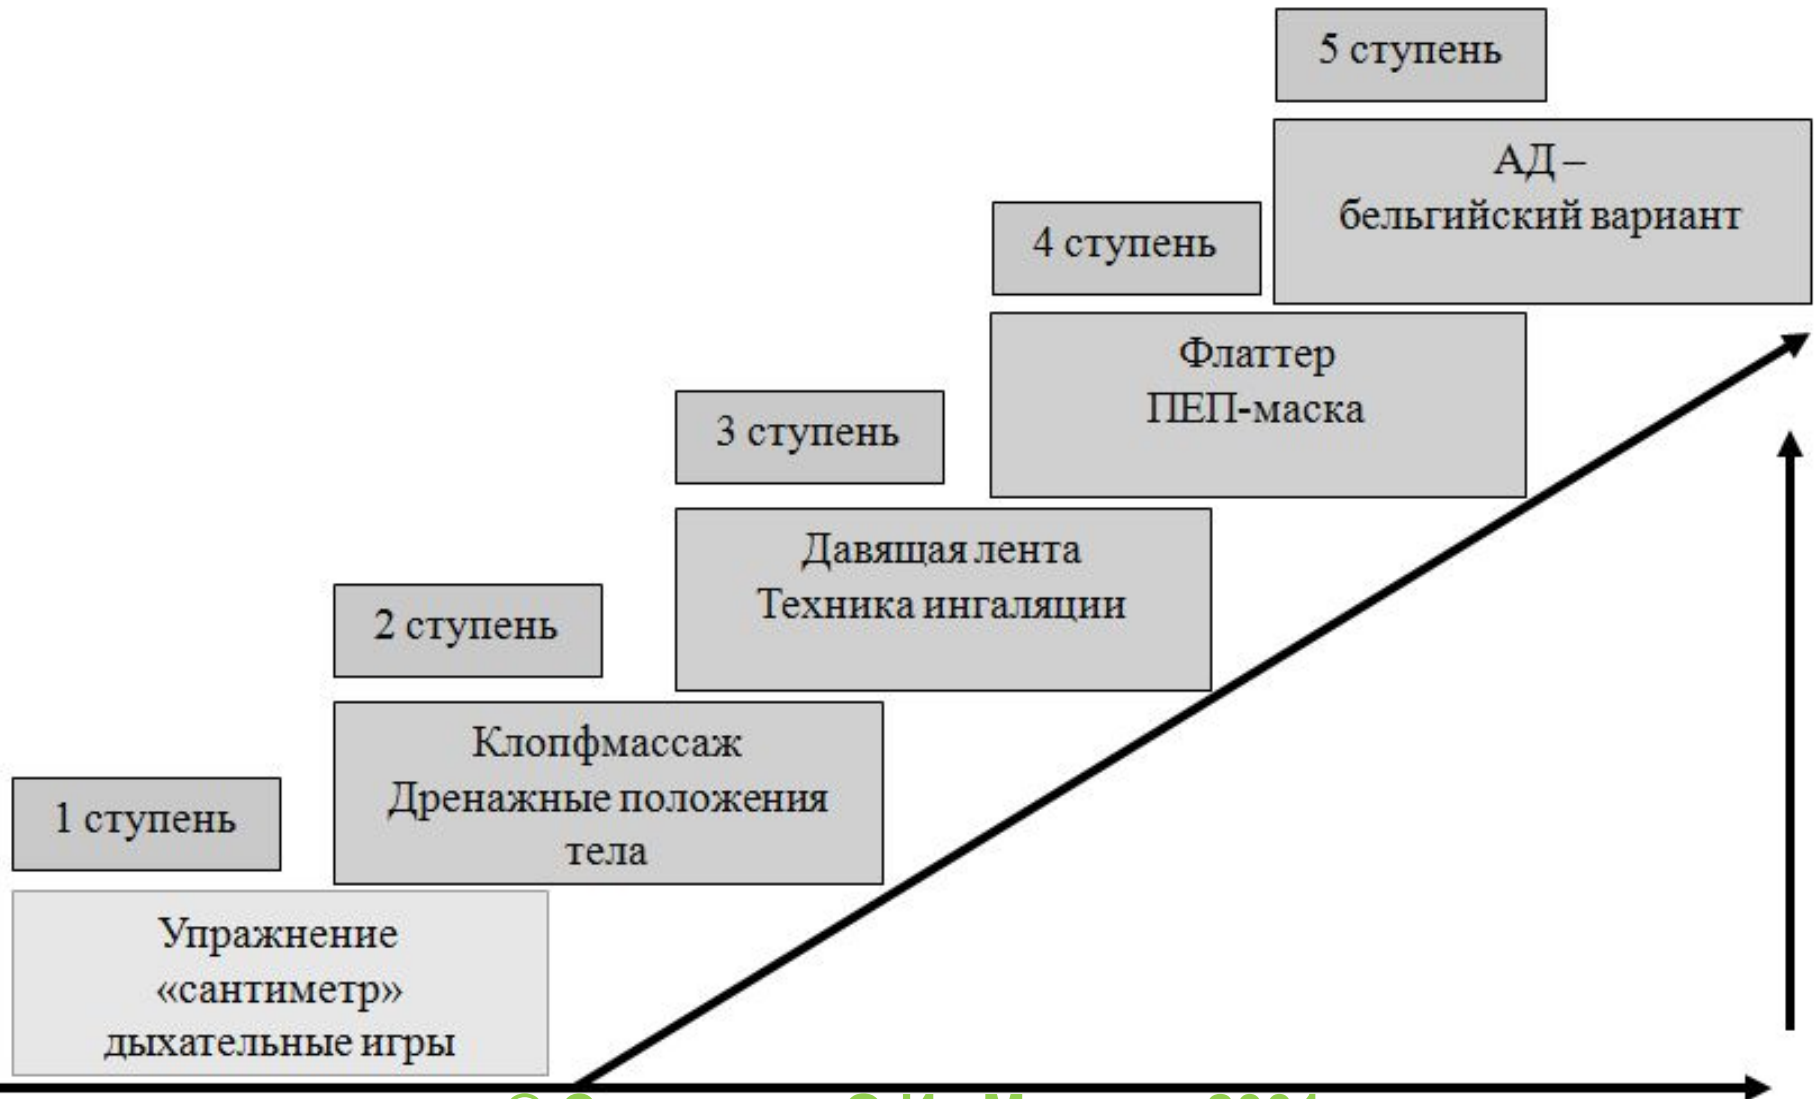 5 ступень
АД –
бельгийский вариант
4 ступень
Флаттер
ПЕП-маска
3 ступень
Давящая лента
Техника ингаляции
2 ступень
Клопфмассаж
Дренажные положения
тела
1 ступень
Упражнение
«сантиметр»
дыхательные игры